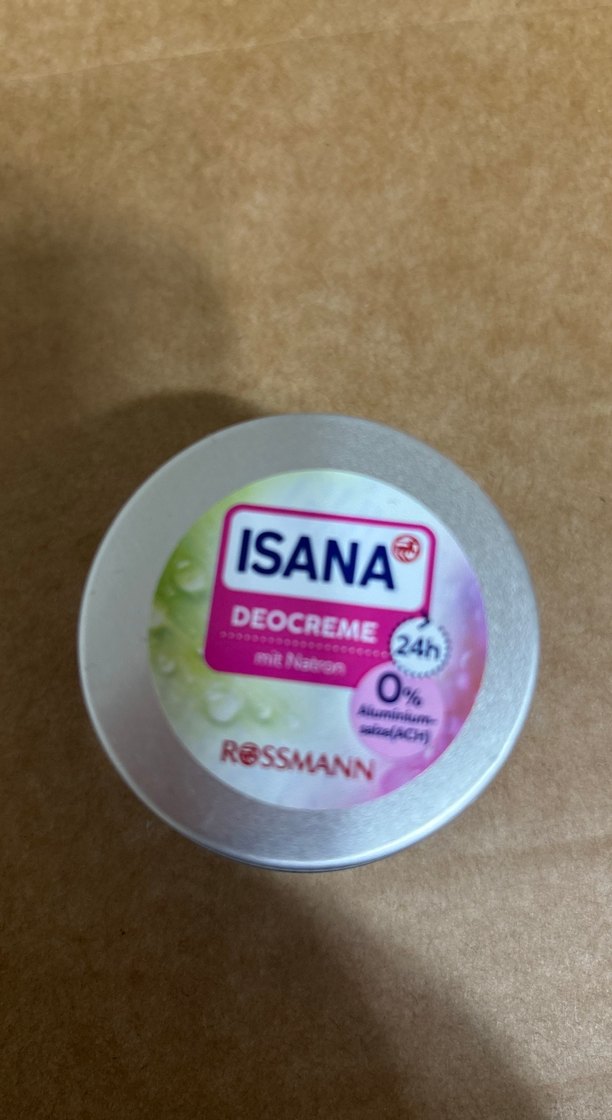 ISANA
DEOCREME
mit Natron
24h
0%
Aluminium-
salze(ACH)
ROSSMANN